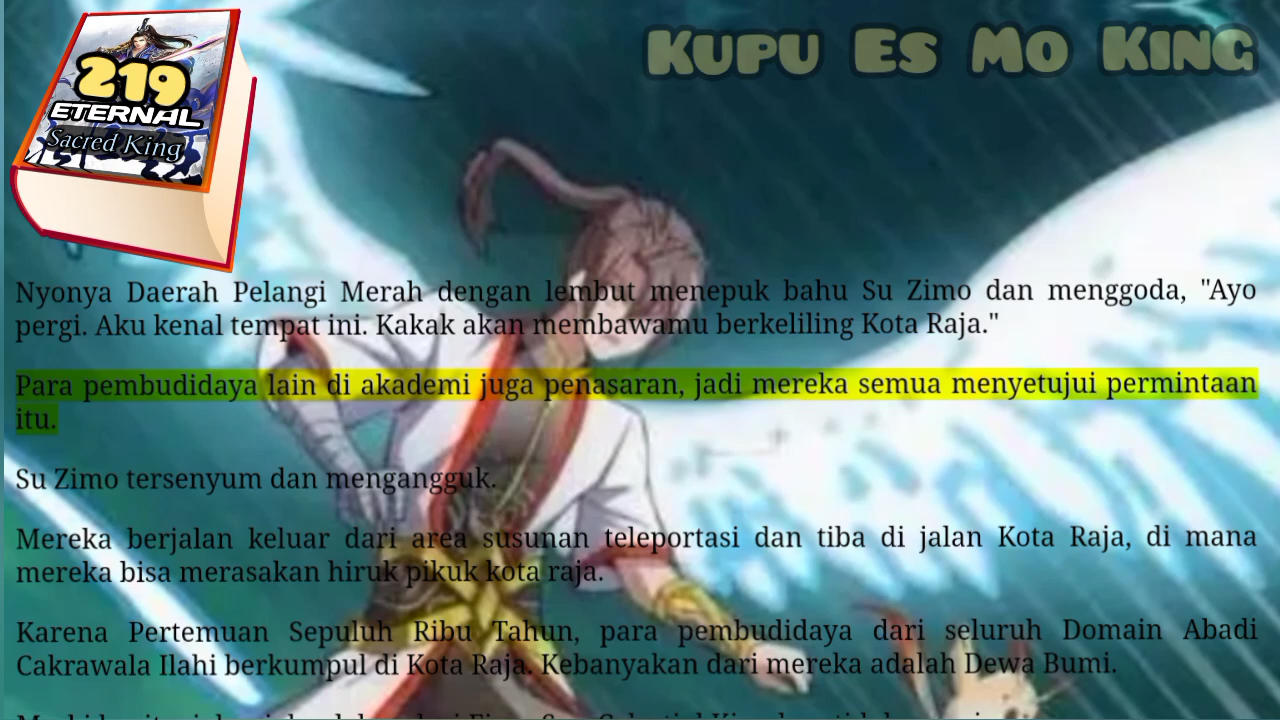 219
ETERNAL
Sacred King
KUPU ES MO KING
Nyonya Daerah Pelangi Merah dengan lembut menepuk bahu Su Zimo dan menggoda, "Ayo
pergi. Aku kenal tempat ini. Kakak akan membawamu berkeliling Kota Raja."
Para pembudidaya lain di akademi juga penasaran, jadi mereka semua menyetujui permintaan
itu.
Su Zimo tersenyum dan mengangguk.
Mereka berjalan keluar dari area susunan teleportasi dan tiba di jalan Kota Raja, di mana
mereka bisa merasakan hiruk pikuk kota raja.
Karena Pertemuan Sepuluh Ribu Tahun, para pembudidaya dari seluruh Domain Abadi
Cakrawala Ilahi berkumpul di Kota Raja. Kebanyakan dari mereka adalah Dewa Bumi.